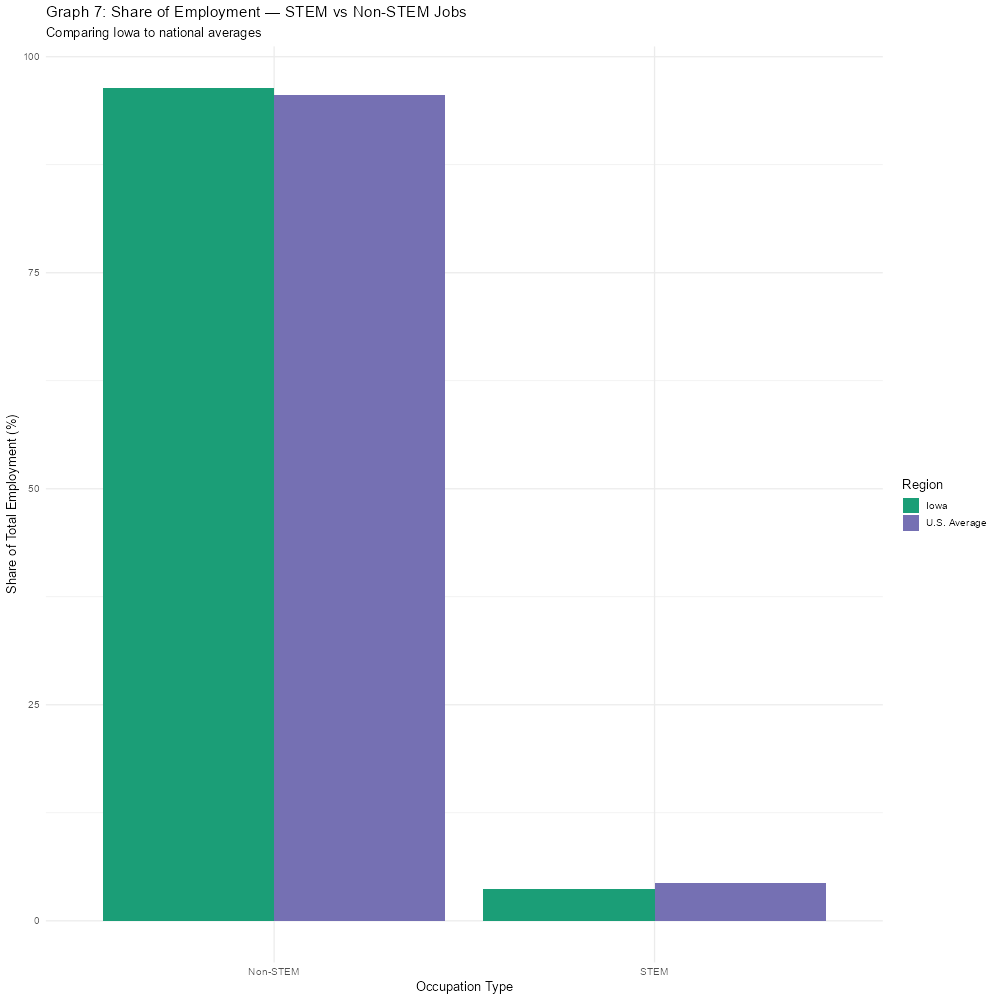 Graph 7: Share of Employment — STEM vs Non-STEM Jobs
Comparing Iowa to national averages
Share of Total Employment (%)
100
75
50
25
0
Non-STEM
STEM
Occupation Type
Region
Iowa
U.S. Average